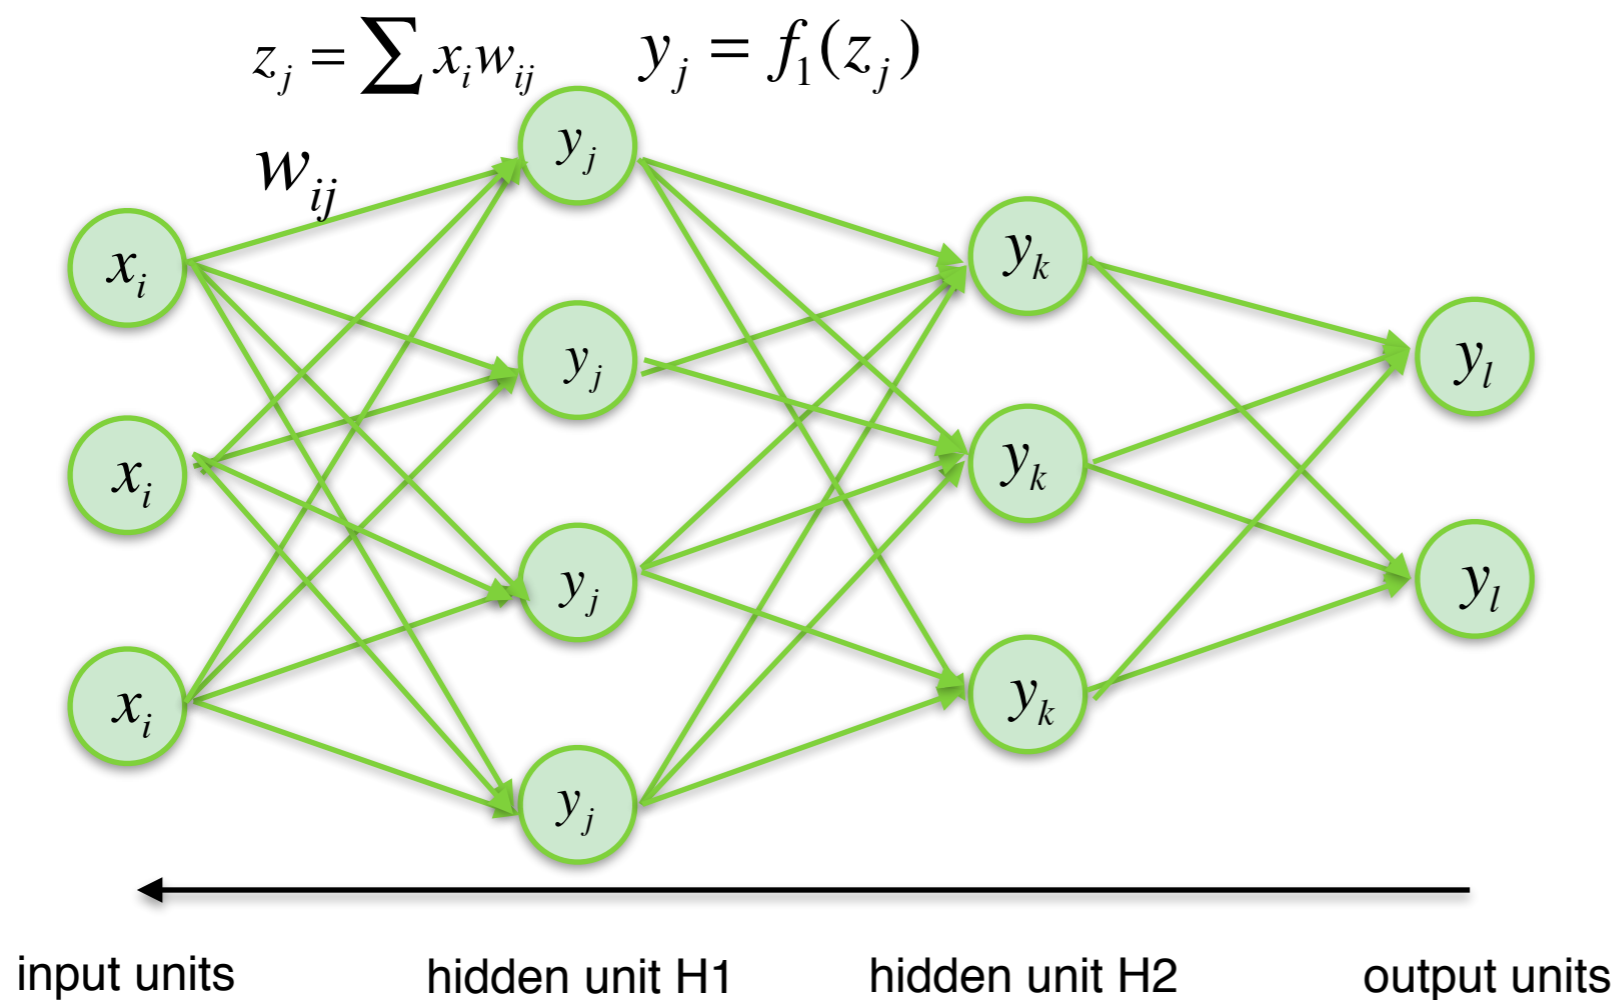 z_j = ∑ x_i w_ij
y_j = f_1(z_j)
w_ij
x_i
x_i
x_i
y_j
y_j
y_j
y_j
y_k
y_k
y_k
y_l
y_l
input units
hidden unit H1
hidden unit H2
output units